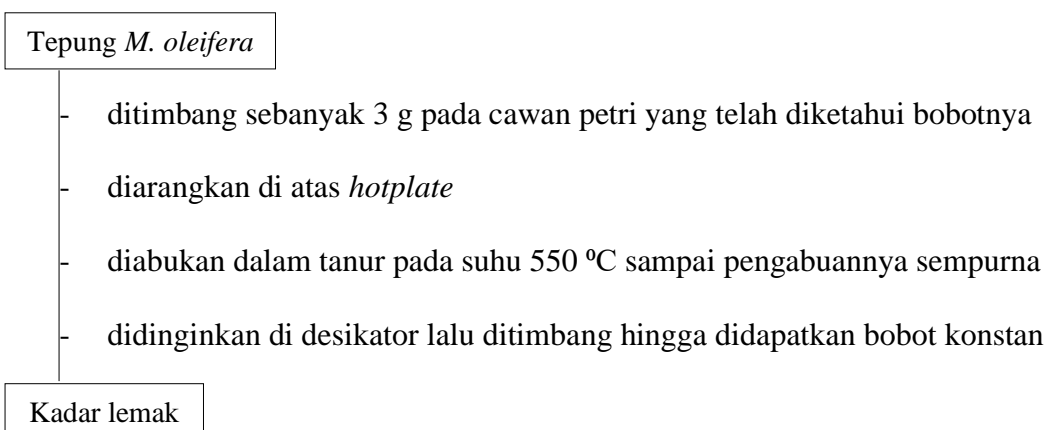 Tepung M. oleifera
- ditimbang sebanyak 3 g pada cawan petri yang telah diketahui bobotnya
- diarangkan di atas hotplate
- diabukan dalam tanur pada suhu 550 ⁰C sampai pengabuannya sempurna
- didinginkan di desikator lalu ditimbang hingga didapatkan bobot konstan
Kadar lemak